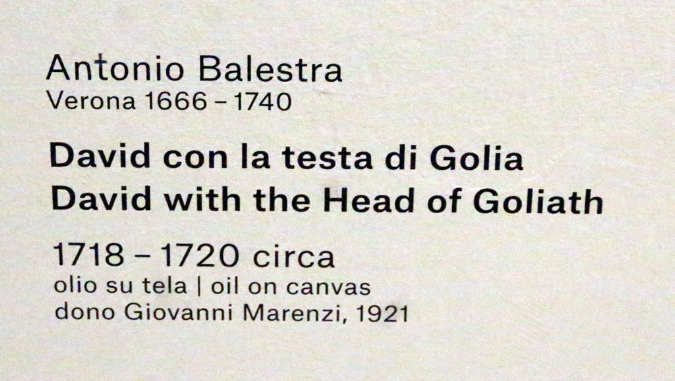 Antonio Balestra
Verona 1666 – 1740
David con la testa di Golia
David with the Head of Goliath
1718 – 1720 circa
olio su tela | oil on canvas
dono Giovanni Marenzi, 1921